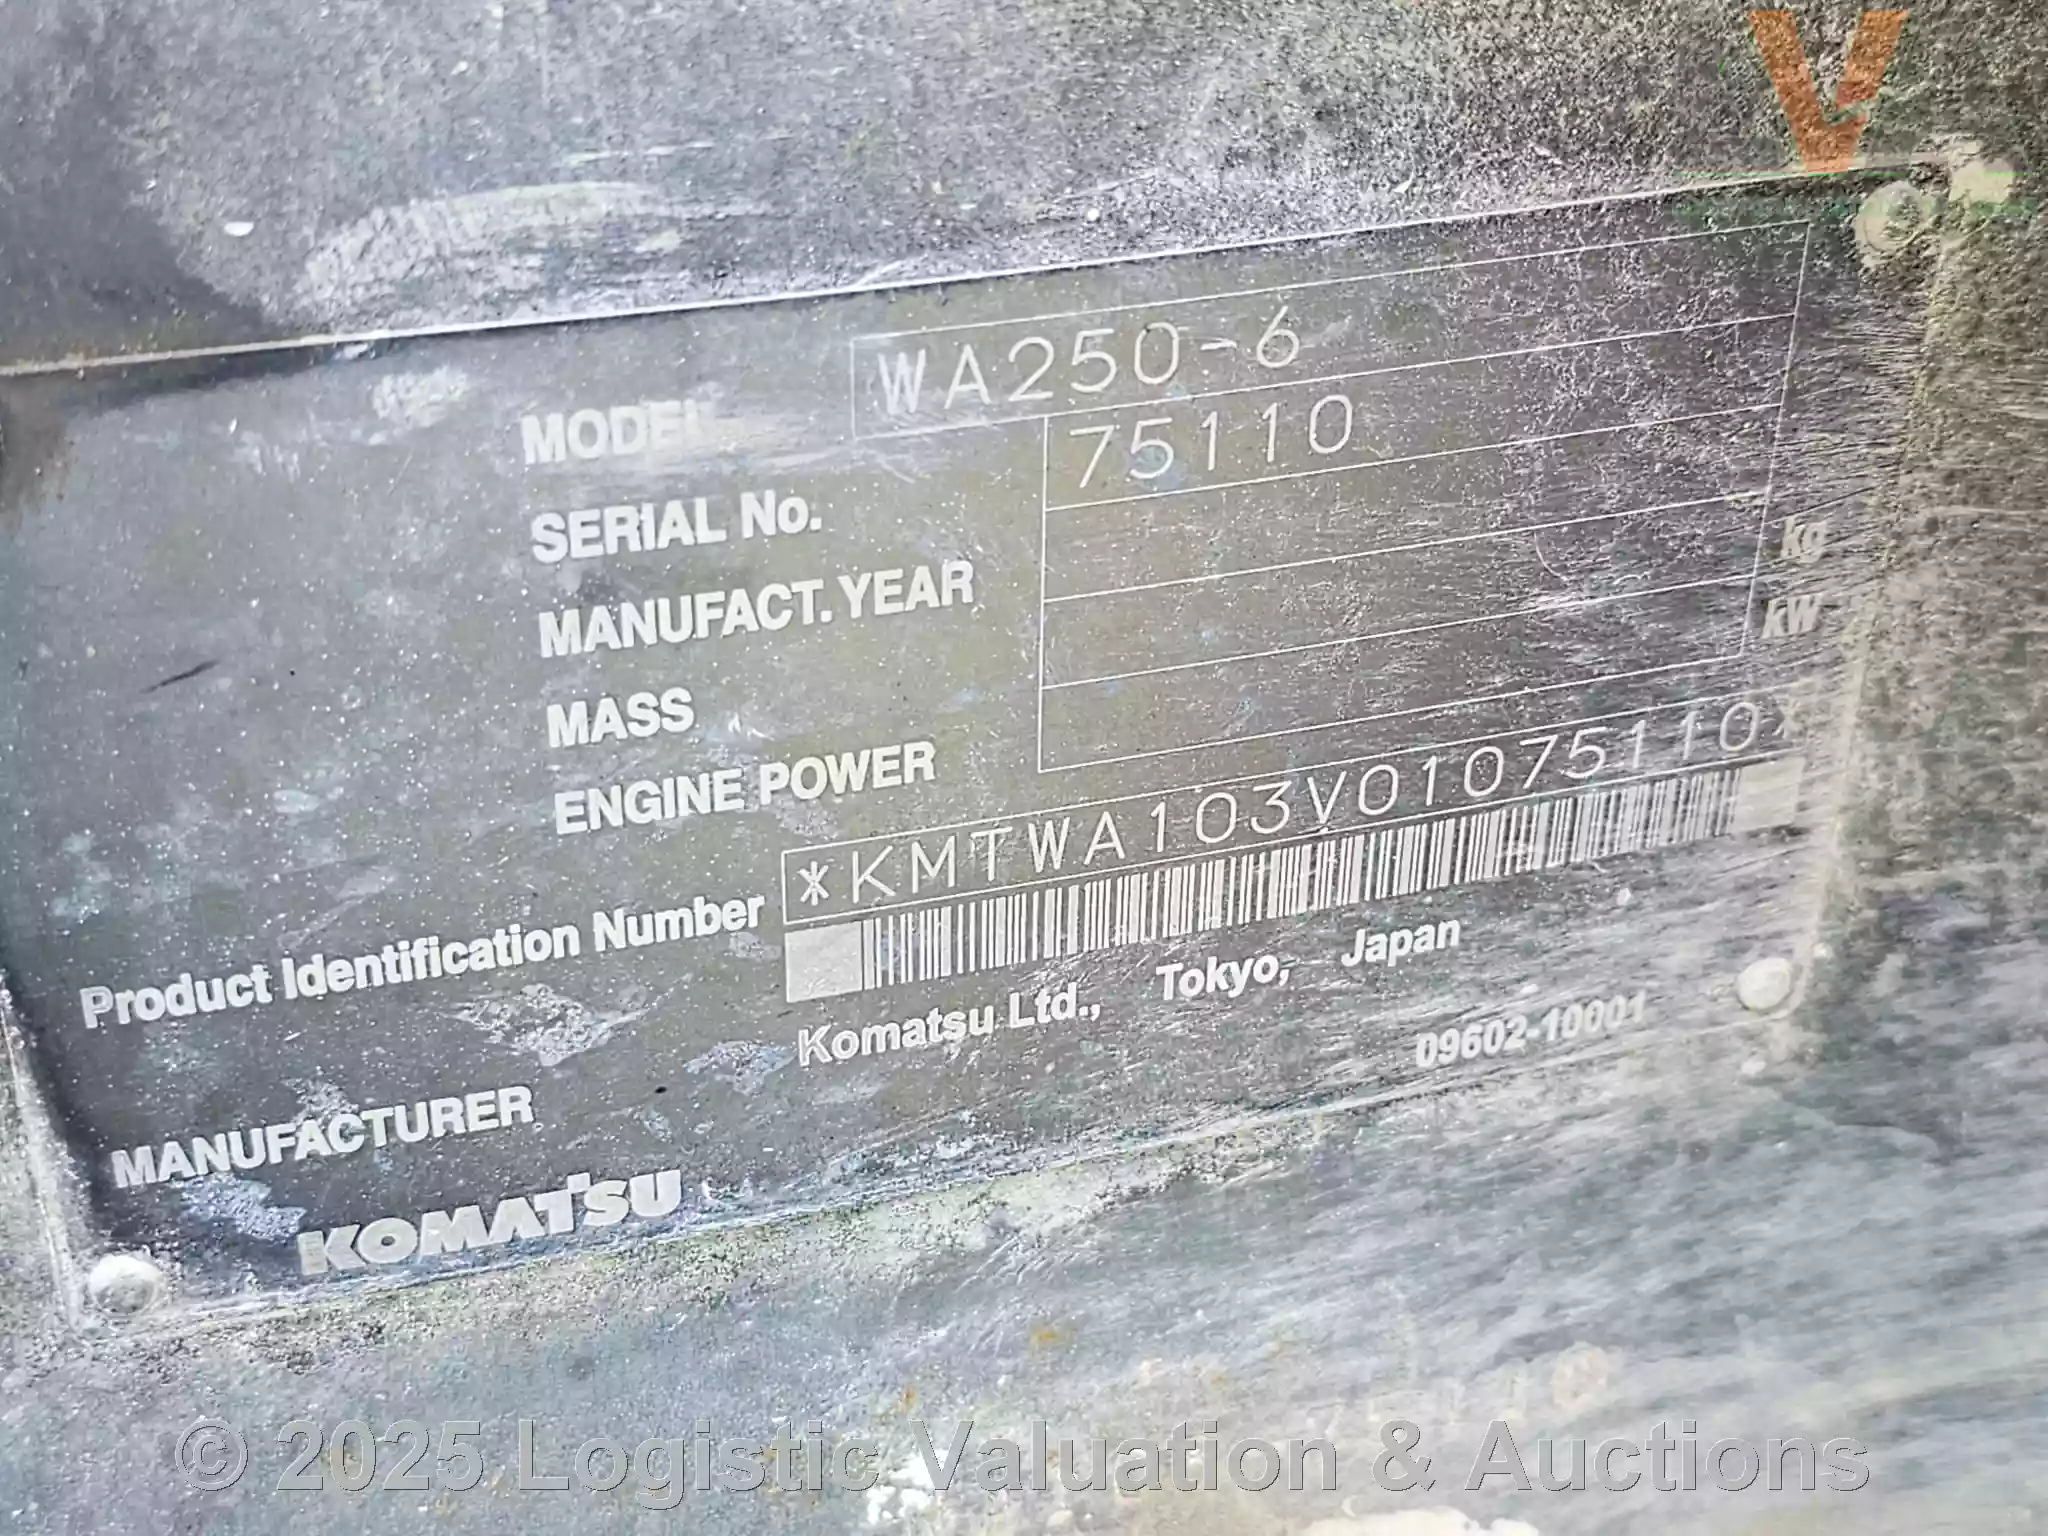 V
MODEL WA250-6
SERIAL No. 75110
MANUFACT. YEAR
MASS kg
ENGINE POWER kW
Product Identification Number *KMTWA103V01075110*
Komatsu Ltd., Tokyo, Japan
09602-10001
MANUFACTURER
KOMATSU
© 2025 Logistic Valuation & Auctions